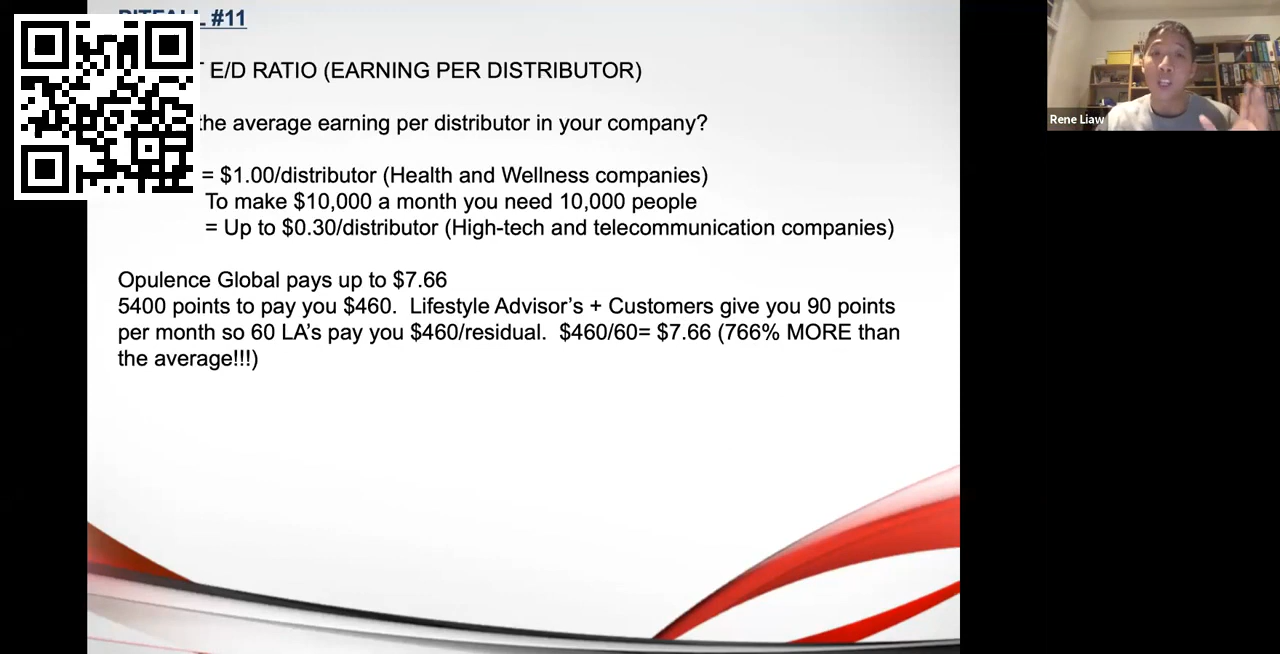 #11
E/D RATIO (EARNING PER DISTRIBUTOR)
the average earning per distributor in your company?
= $1.00/distributor (Health and Wellness companies)
To make $10,000 a month you need 10,000 people
= Up to $0.30/distributor (High-tech and telecommunication companies)
Opulence Global pays up to $7.66
5400 points to pay you $460. Lifestyle Advisor's + Customers give you 90 points
per month so 60 LA's pay you $460/residual. $460/60= $7.66 (766% MORE than
the average!!!)
Rene Liaw